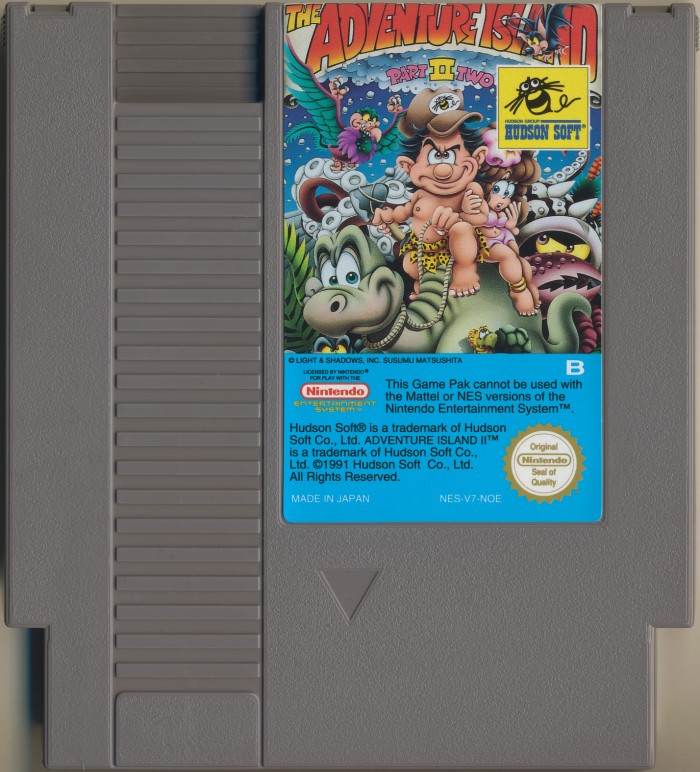 THE ADVENTURE ISLAND
PART II TWO
HUDSON GROUP
HUDSON SOFT®
© LIGHT & SHADOWS, INC. SUSUMU MATSUSHITA
B
LICENSED BY NINTENDO®
FOR PLAY WITH THE
Nintendo®
ENTERTAINMENT
SYSTEM™
This Game Pak cannot be used with
the Mattel or NES versions of the
Nintendo Entertainment System™.
Hudson Soft® is a trademark of Hudson
Soft Co., Ltd. ADVENTURE ISLAND II™
is a trademark of Hudson Soft Co.,
Ltd. ©1991 Hudson Soft Co., Ltd.
All Rights Reserved.
Original
Nintendo
Seal of
Quality
MADE IN JAPAN
NES-V7-NOE